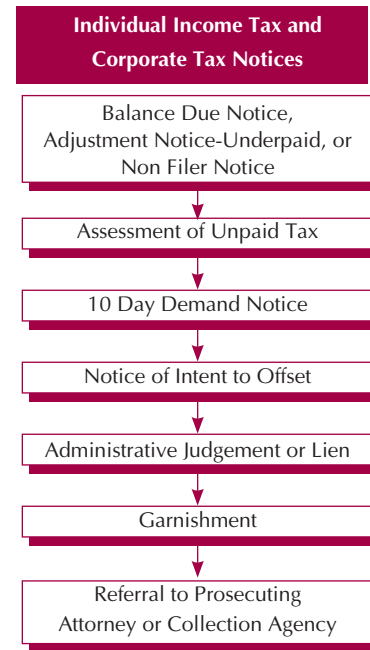 Individual Income Tax and
Corporate Tax Notices
Balance Due Notice,
Adjustment Notice-Underpaid, or
Non Filer Notice
Assessment of Unpaid Tax
10 Day Demand Notice
Notice of Intent to Offset
Administrative Judgement or Lien
Garnishment
Referral to Prosecuting
Attorney or Collection Agency